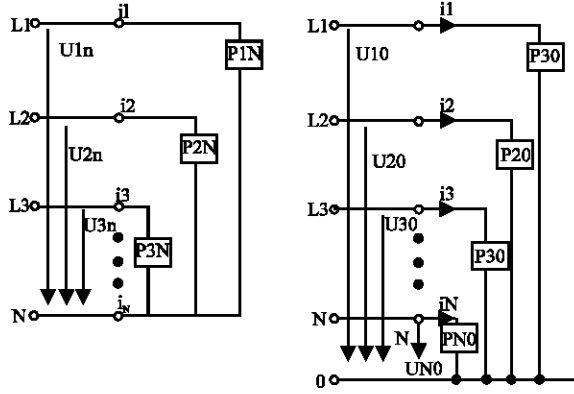 L1 i1
U1n P1N
L2 i2
U2n P2N
L3 i3
U3n
P3N
N iN
L1 i1
U10 P30
L2 i2
U20 P20
L3 i3
U30
P30
N iN
N PN0
UN0
0